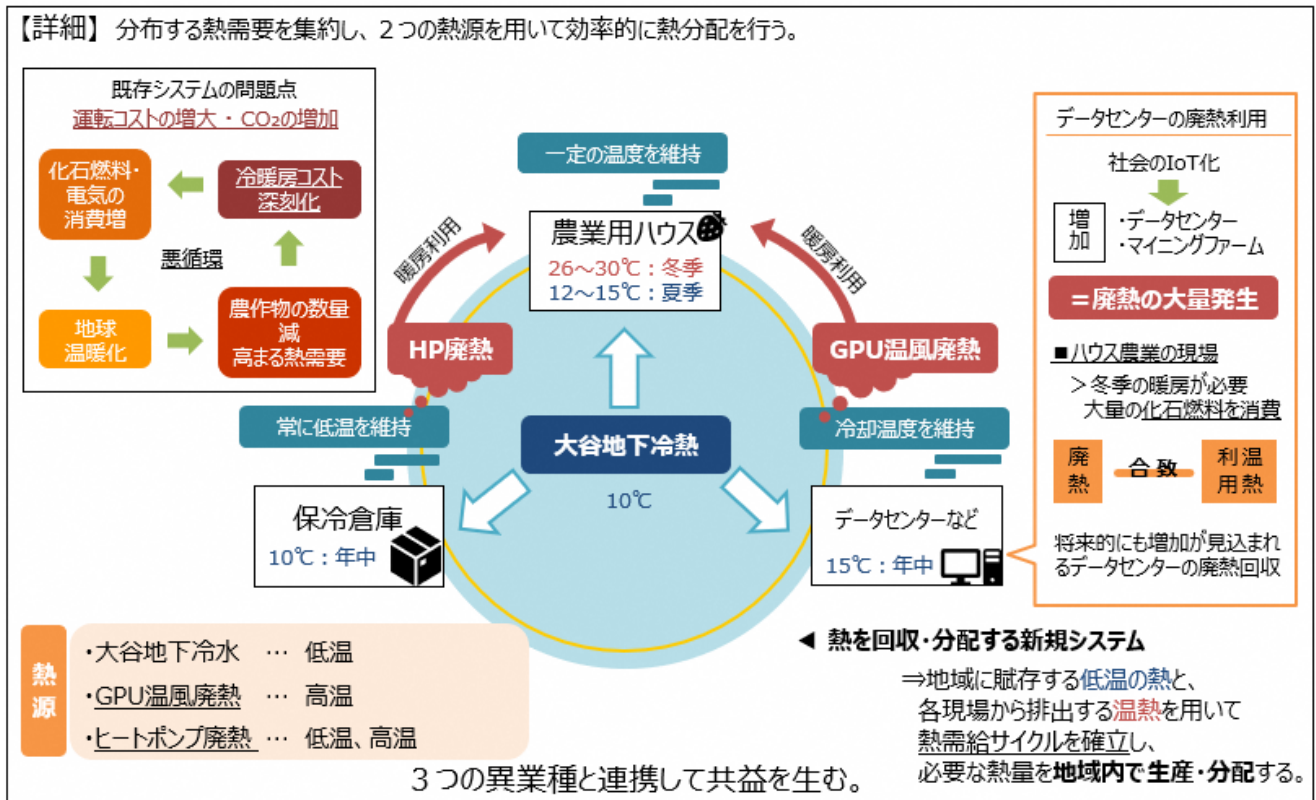 【詳細】 分布する熱需要を集約し、２つの熱源を用いて効率的に熱分配を行う。
既存システムの問題点
運転コストの増大 ・ CO₂の増加
化石燃料・
電気の
消費増
冷暖房コスト
深刻化
悪循環
地球
温暖化
農作物の数量
減
高まる熱需要
一定の温度を維持
農業用ハウス
26～30℃：冬季
12～15℃：夏季
暖房利用
暖房利用
HP廃熱
GPU温風廃熱
常に低温を維持
大谷地下冷熱
冷却温度を維持
10℃
保冷倉庫
10℃：年中
データセンターなど
15℃：年中
データセンターの廃熱利用
社会のIoT化
増
加
・データセンター
・マイニングファーム
＝廃熱の大量発生
■ハウス農業の現場
＞冬季の暖房が必要
大量の化石燃料を消費
廃
熱
合致
利温
用熱
将来的にも増加が見込まれ
るデータセンターの廃熱回収
熱
源
・大谷地下冷水 … 低温
・GPU温風廃熱 … 高温
・ヒートポンプ廃熱 … 低温、高温
◀ 熱を回収・分配する新規システム
⇒地域に賦存する低温の熱と、
各現場から排出する温熱を用いて
熱需給サイクルを確立し、
必要な熱量を地域内で生産・分配する。
３つの異業種と連携して共益を生む。